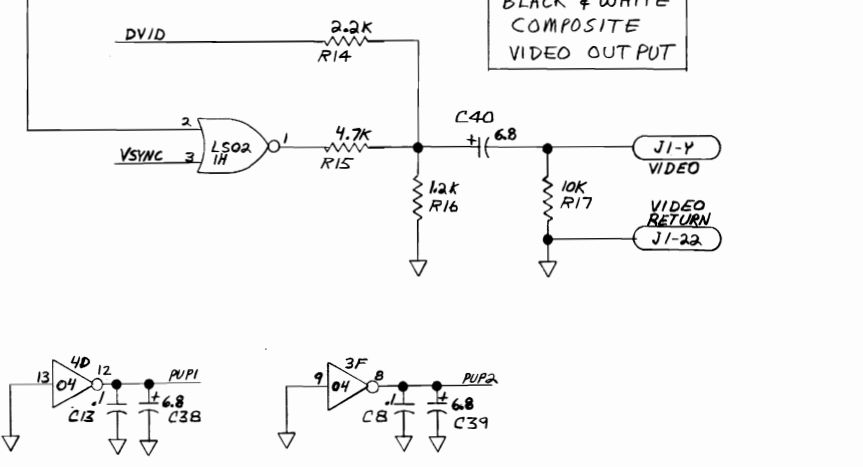 BLACK & WHITE
COMPOSITE
VIDEO OUTPUT
DVID
2.2K
R14
2
LS02
1H
1
VSYNC
3
4.7K
R15
C40
+
6.8
J1-Y
VIDEO
1.2K
R16
10K
R17
VIDEO
RETURN
J1-22
13
4D
04
12
PUP1
.1
C13
+
6.8
C38
9
3F
04
8
PUP2
.1
C8
+
6.8
C39